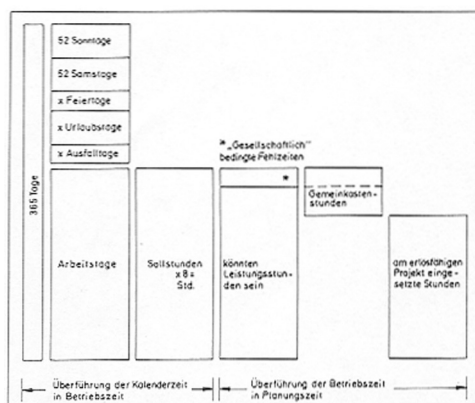 365 Tage
52 Sonntage
52 Samstage
x Feiertage
x Urlaubstage
x Ausfalltage
Arbeitstage
Sollstunden
x 8 =
Std.
* „Gesellschaftlich"
bedingte Fehlzeiten
*
könnten
Leistungsstun-
den sein
Gemeinkosten-
stunden
am erlösfähigen
Projekt einge-
setzte Stunden
Überführung der Kalenderzeit
in Betriebszeit
Überführung der Betriebszeit
in Planungszeit